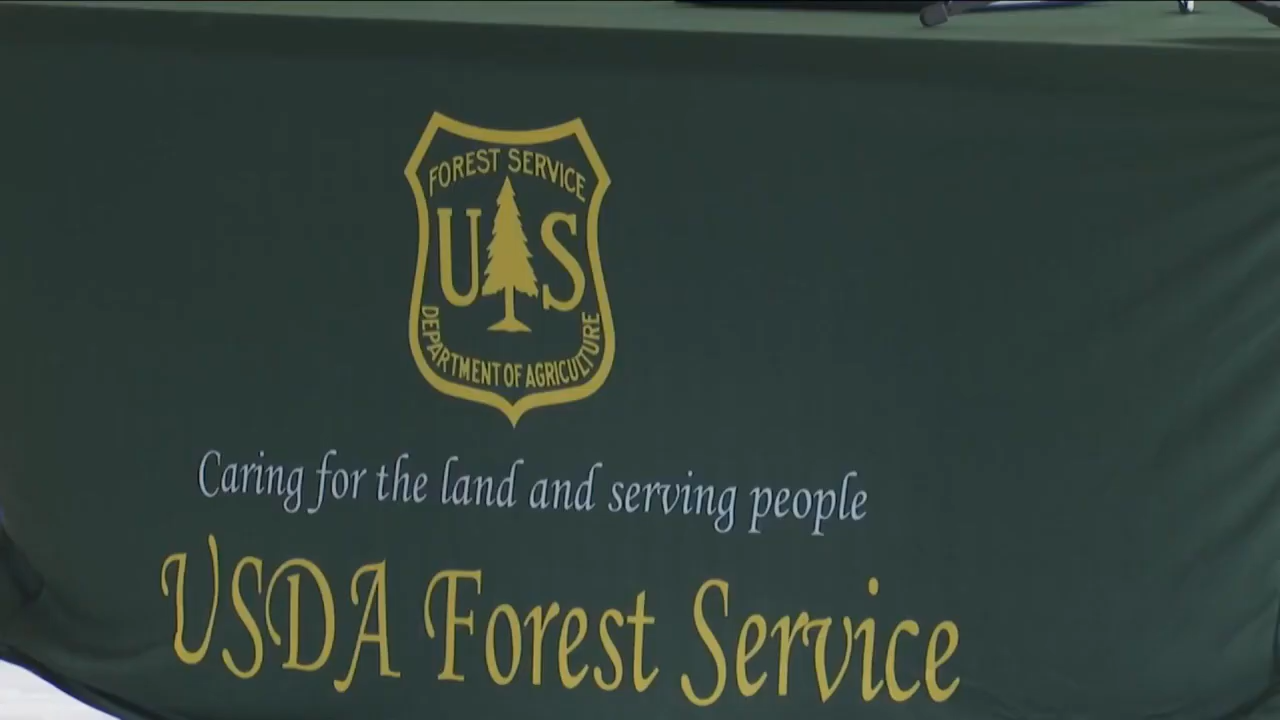 FOREST SERVICE
U S
DEPARTMENT OF AGRICULTURE
Caring for the land and serving people
USDA Forest Service